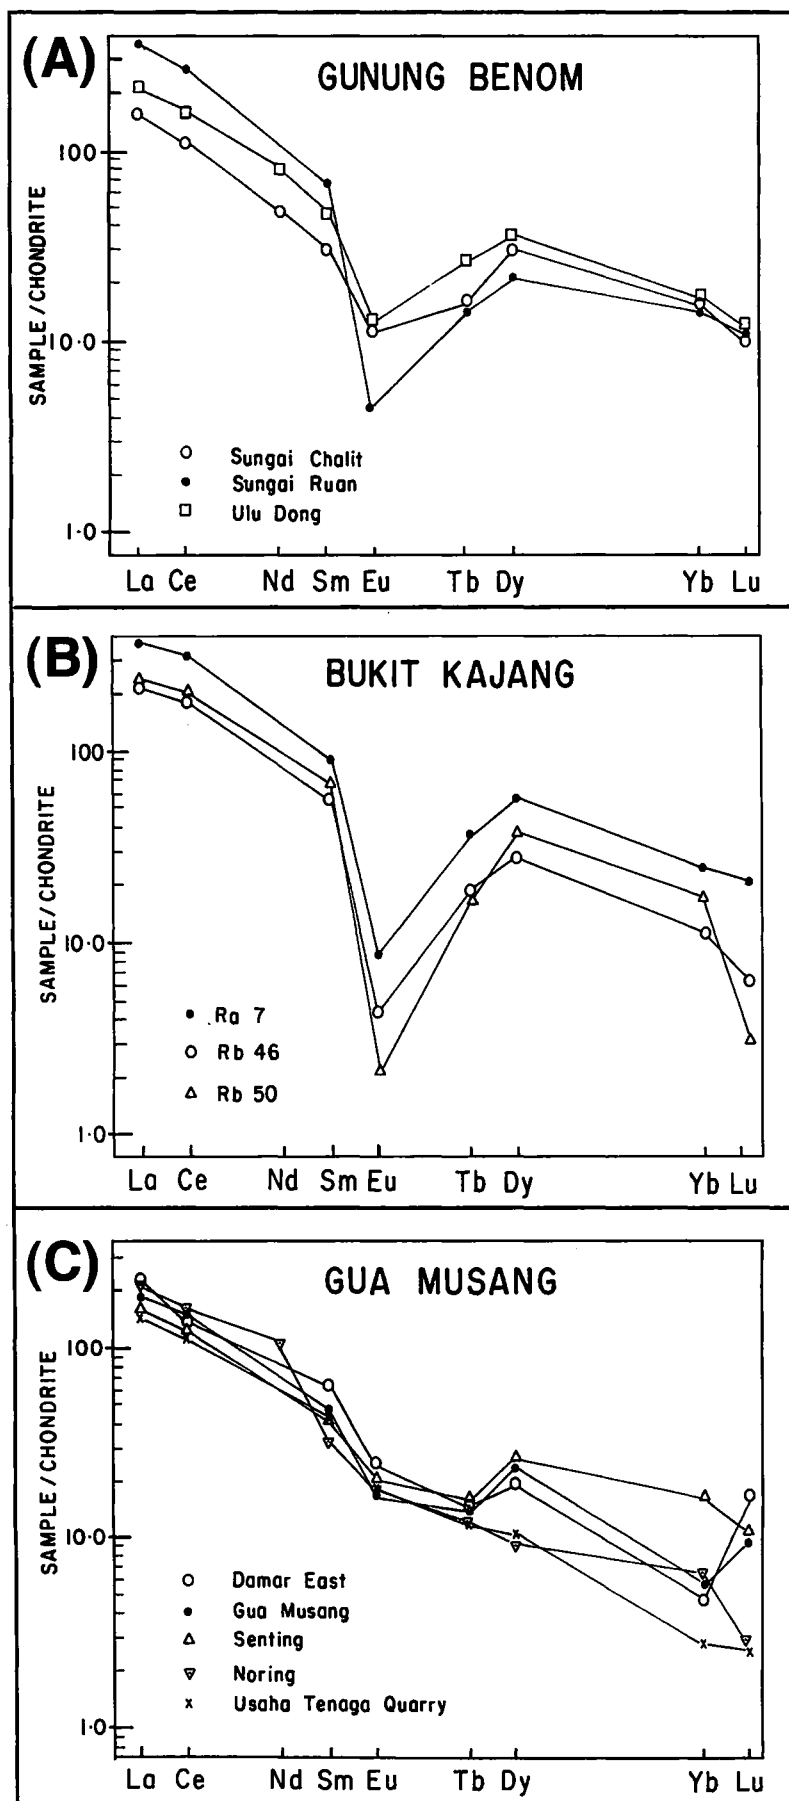 (A)
GUNUNG BENOM
SAMPLE/CHONDRITE
100
10·0
1·0
Sungai Chalit
Sungai Ruan
Ulu Dong
La Ce Nd Sm Eu Tb Dy Yb Lu
(B)
BUKIT KAJANG
SAMPLE/CHONDRITE
100
10·0
1·0
Ra 7
Rb 46
Rb 50
La Ce Nd Sm Eu Tb Dy Yb Lu
(C)
GUA MUSANG
SAMPLE/CHONDRITE
100
10·0
1·0
Damar East
Gua Musang
Senting
Noring
Usaha Tenaga Quarry
La Ce Nd Sm Eu Tb Dy Yb Lu